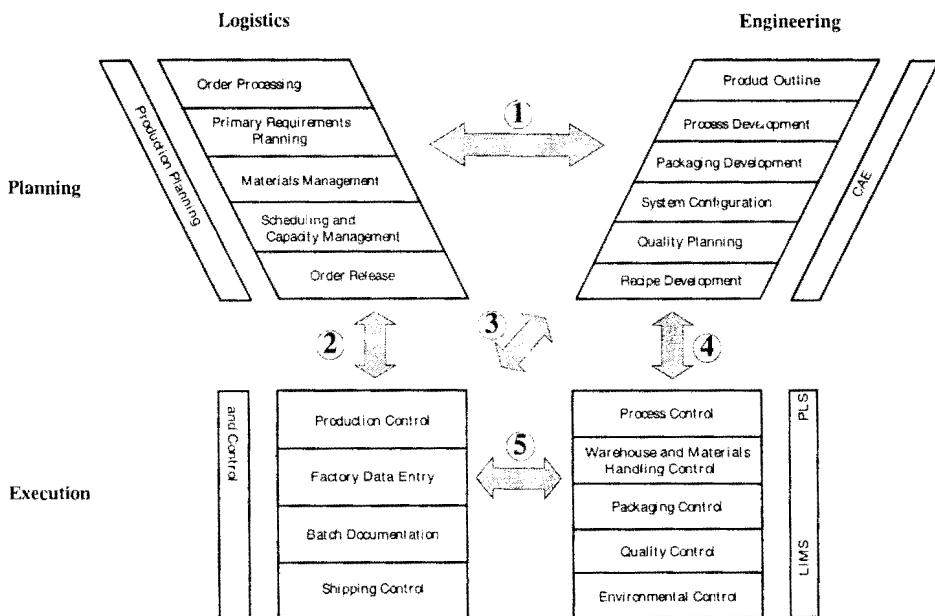 Logistics
Engineering
Order Processing
Primary Requirements
Planning
Materials Management
Scheduling and
Capacity Management
Order Release
Production Planning
Planning
1
Product Outline
Process Development
Packaging Development
System Configuration
Quality Planning
Recipe Development
CAE
2
3
4
Execution
and Control
Production Control
Factory Data Entry
Batch Documentation
Shipping Control
5
Process Control
Warehouse and Materials
Handling Control
Packaging Control
Quality Control
Environmental Control
PLS
LIMS